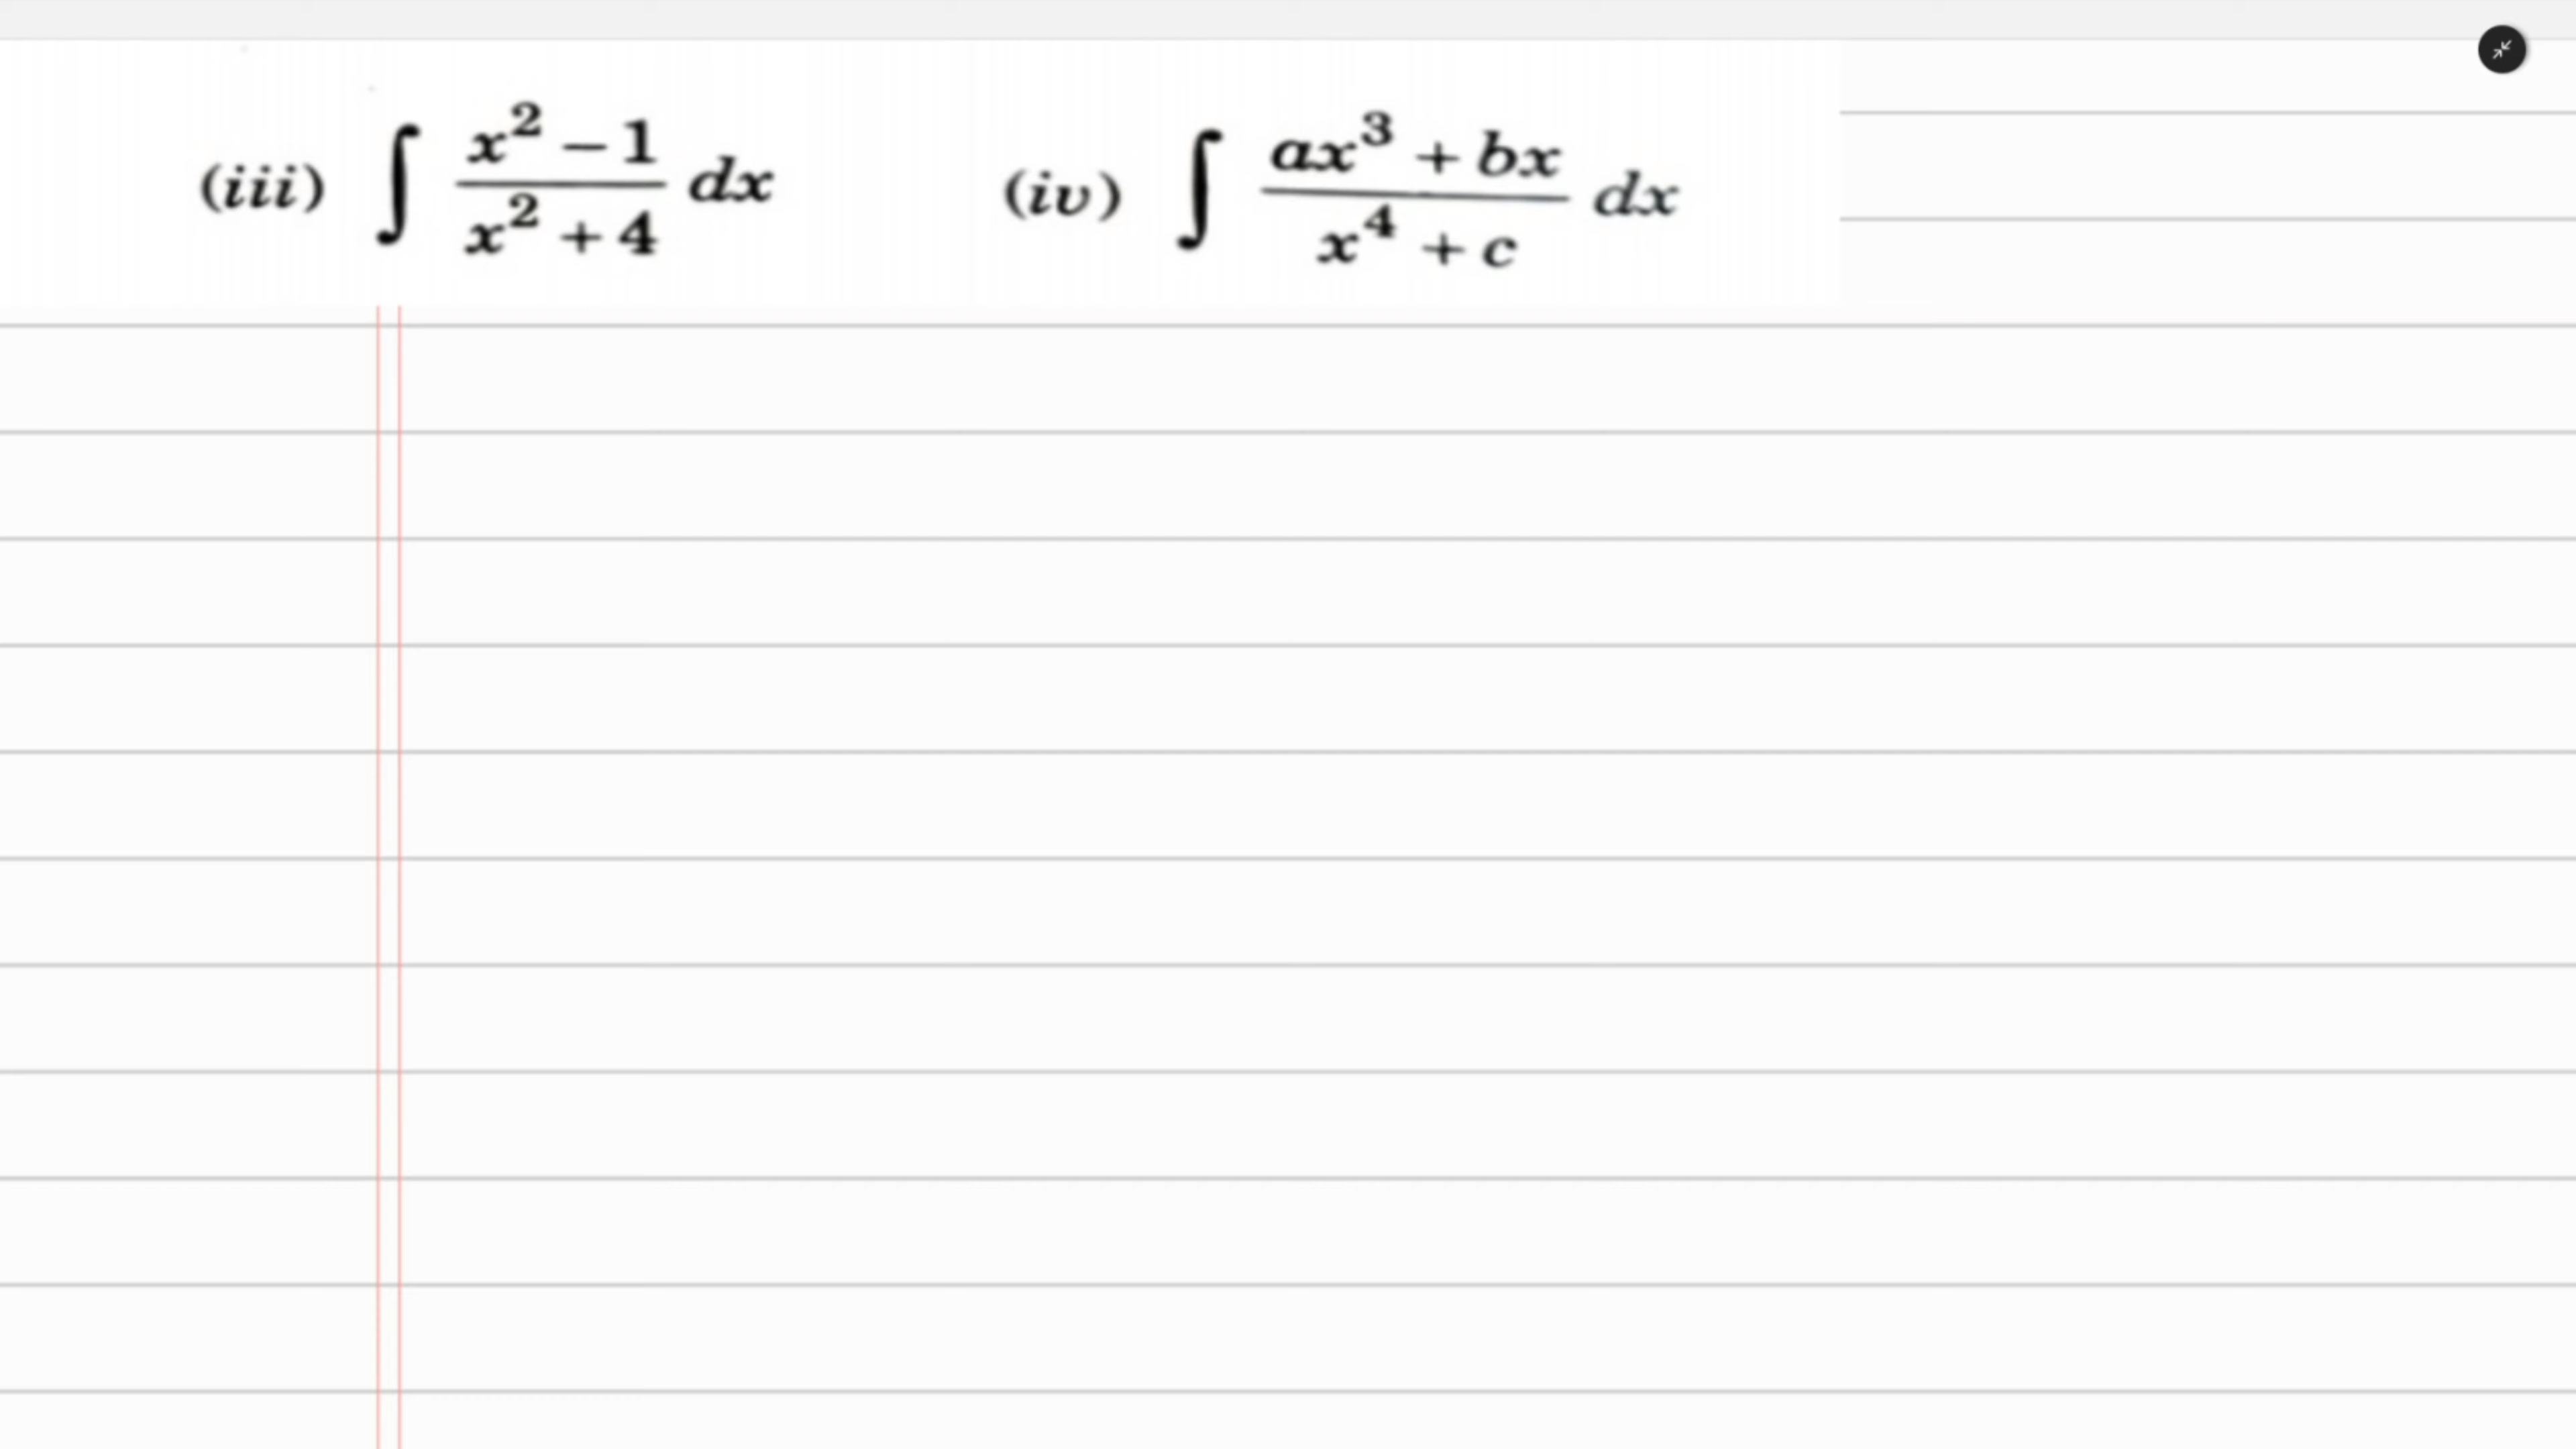 (iii) ∫ (x² − 1)/(x² + 4) dx (iv) ∫ (ax³ + bx)/(x⁴ + c) dx